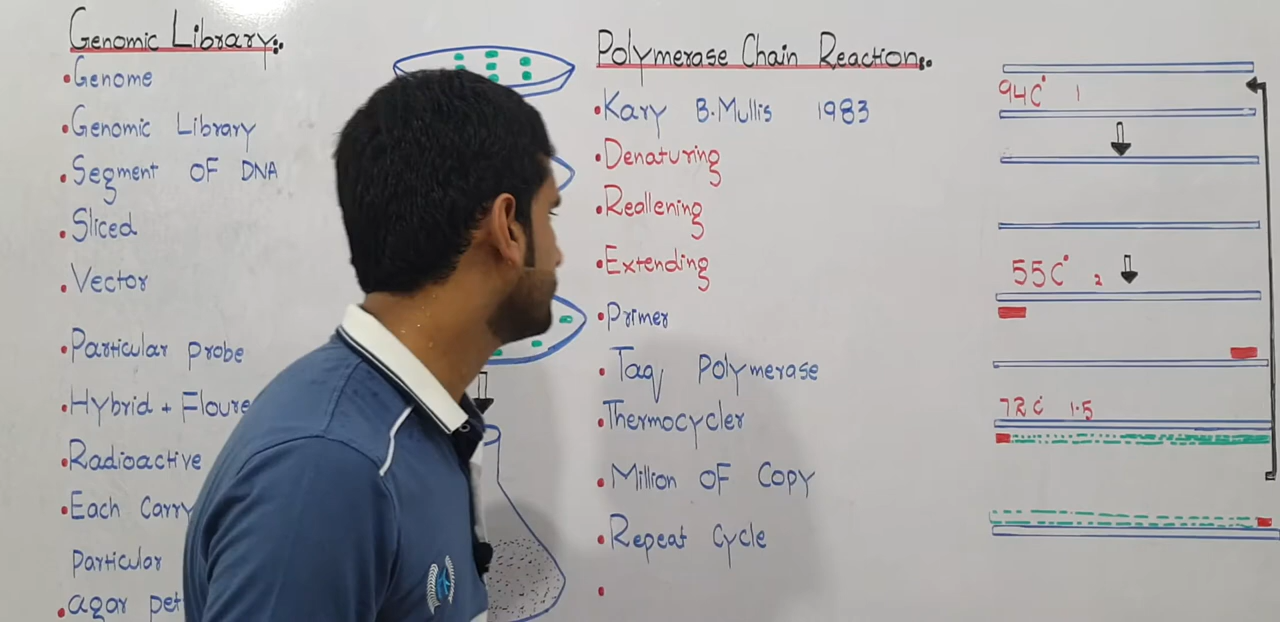 Genomic Library:.
•Genome
•Genomic Library
•Segment OF DNA
•Sliced
•Vector
•Particular Probe
•Hybrid +
•Radioactive
•Each Carry
Particular
•agar
Polymerase Chain Reaction:.
•Kary B.Mullis 1983
•Denaturing
•Reallening
•Extending
•Primer
•Taq Polymerase
•Thermocycler
•Million OF Copy
•Repeat Cycle
•
94C° 1
55C° 2
72C 1.5